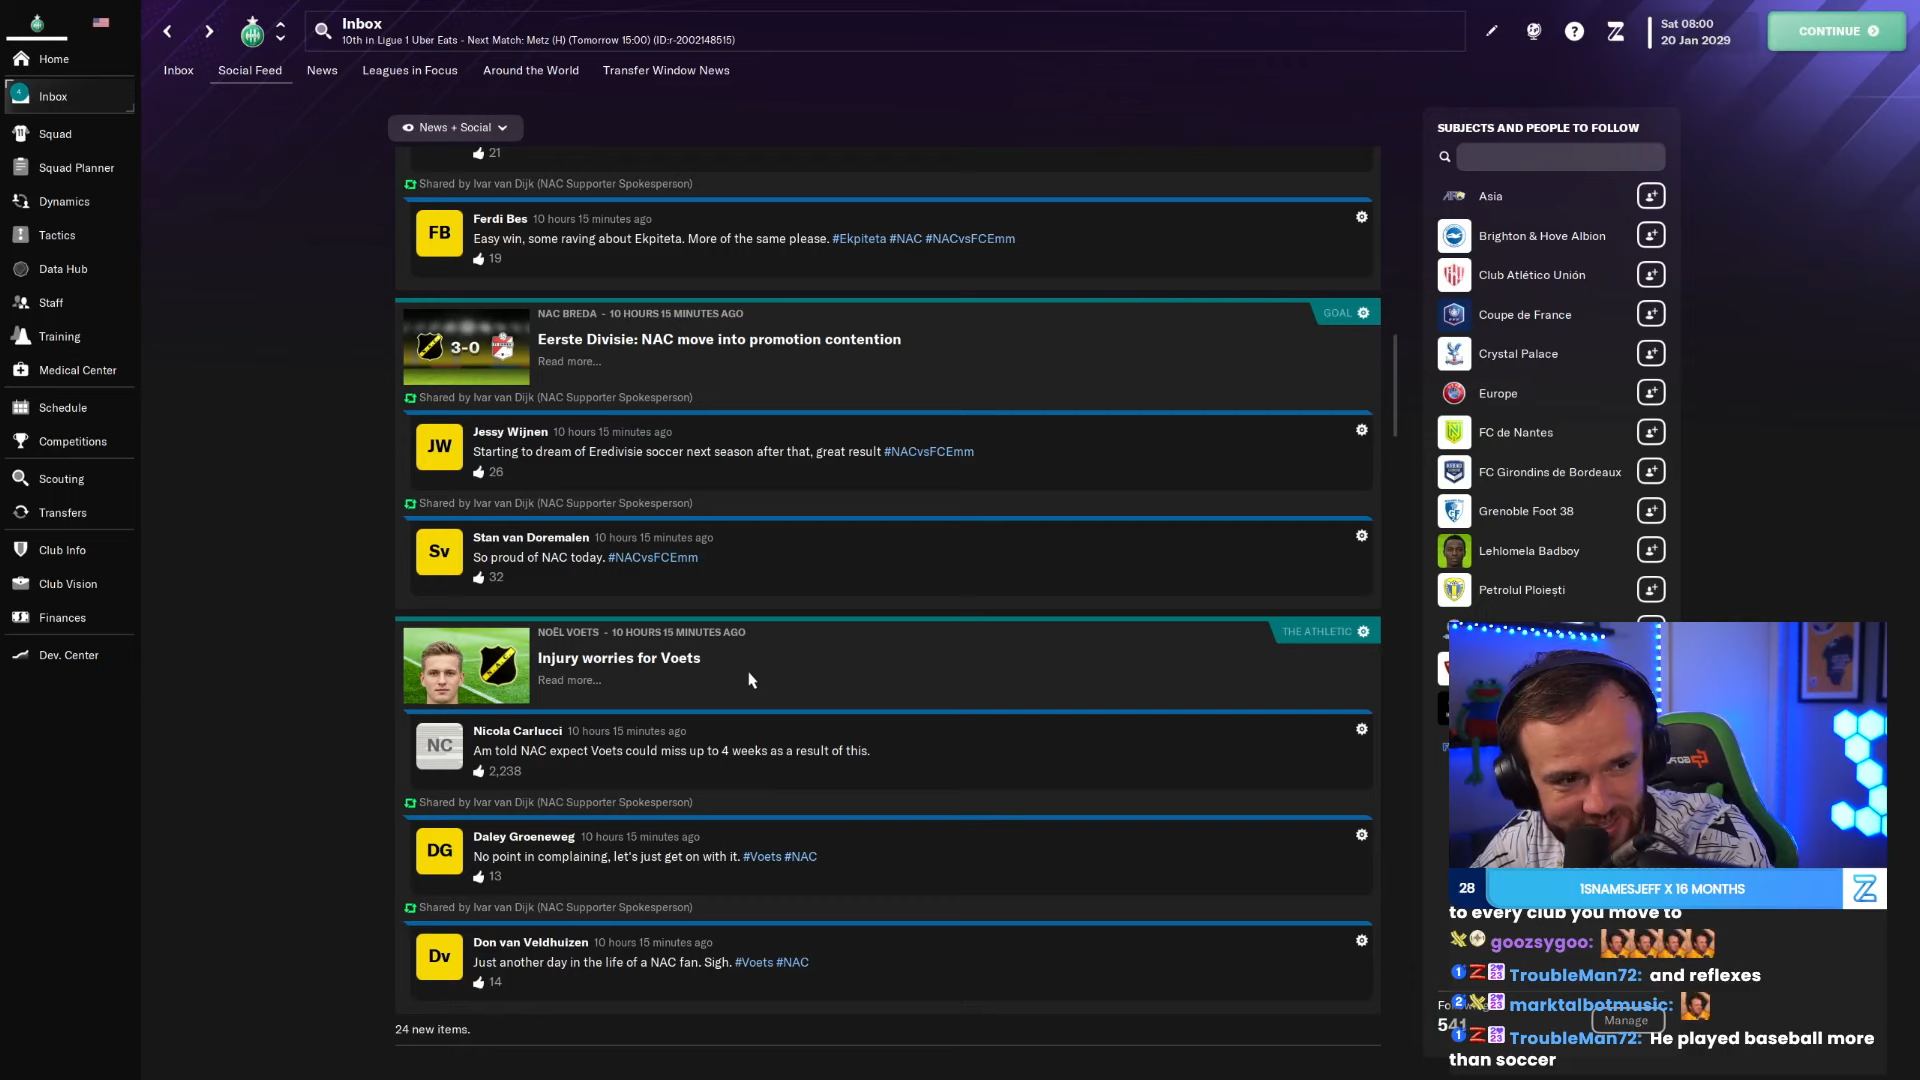 Inbox
10th in Ligue 1 Uber Eats - Next Match: Metz (H) (Tomorrow 15:00) (ID:r-2002148515)
Sat 08:00
20 Jan 2029
CONTINUE
Inbox
Social Feed
News
Leagues in Focus
Around the World
Transfer Window News
Home
4
Inbox
Squad
Squad Planner
Dynamics
Tactics
Data Hub
Staff
Training
Medical Center
Schedule
Competitions
Scouting
Transfers
Club Info
Club Vision
Finances
Dev. Center
News + Social
21
Shared by Ivar van Dijk (NAC Supporter Spokesperson)
FB
Ferdi Bes 10 hours 15 minutes ago
Easy win, some raving about Ekpiteta. More of the same please. #Ekpiteta #NAC #NACvsFCEmm
19
NAC BREDA - 10 HOURS 15 MINUTES AGO
GOAL
3-0
Eerste Divisie: NAC move into promotion contention
Read more...
Shared by Ivar van Dijk (NAC Supporter Spokesperson)
JW
Jessy Wijnen 10 hours 15 minutes ago
Starting to dream of Eredivisie soccer next season after that, great result #NACvsFCEmm
26
Shared by Ivar van Dijk (NAC Supporter Spokesperson)
Sv
Stan van Doremalen 10 hours 15 minutes ago
So proud of NAC today. #NACvsFCEmm
32
NOËL VOETS - 10 HOURS 15 MINUTES AGO
THE ATHLETIC
Injury worries for Voets
Read more...
NC
Nicola Carlucci 10 hours 15 minutes ago
Am told NAC expect Voets could miss up to 4 weeks as a result of this.
2,238
Shared by Ivar van Dijk (NAC Supporter Spokesperson)
DG
Daley Groeneweg 10 hours 15 minutes ago
No point in complaining, let's just get on with it. #Voets #NAC
13
Shared by Ivar van Dijk (NAC Supporter Spokesperson)
Dv
Don van Veldhuizen 10 hours 15 minutes ago
Just another day in the life of a NAC fan. Sigh. #Voets #NAC
14
24 new items.
SUBJECTS AND PEOPLE TO FOLLOW
Asia
Brighton & Hove Albion
Club Atlético Unión
Coupe de France
Crystal Palace
Europe
FC de Nantes
FC Girondins de Bordeaux
Grenoble Foot 38
Lehlomela Badboy
Petrolul Ploiești
28
1SNAMESJEFF X 16 MONTHS
to every club you move to
goozsygoo:
TroubleMan72: and reflexes
marktalbotmusic:
541
Manage
TroubleMan72: He played baseball more
than soccer